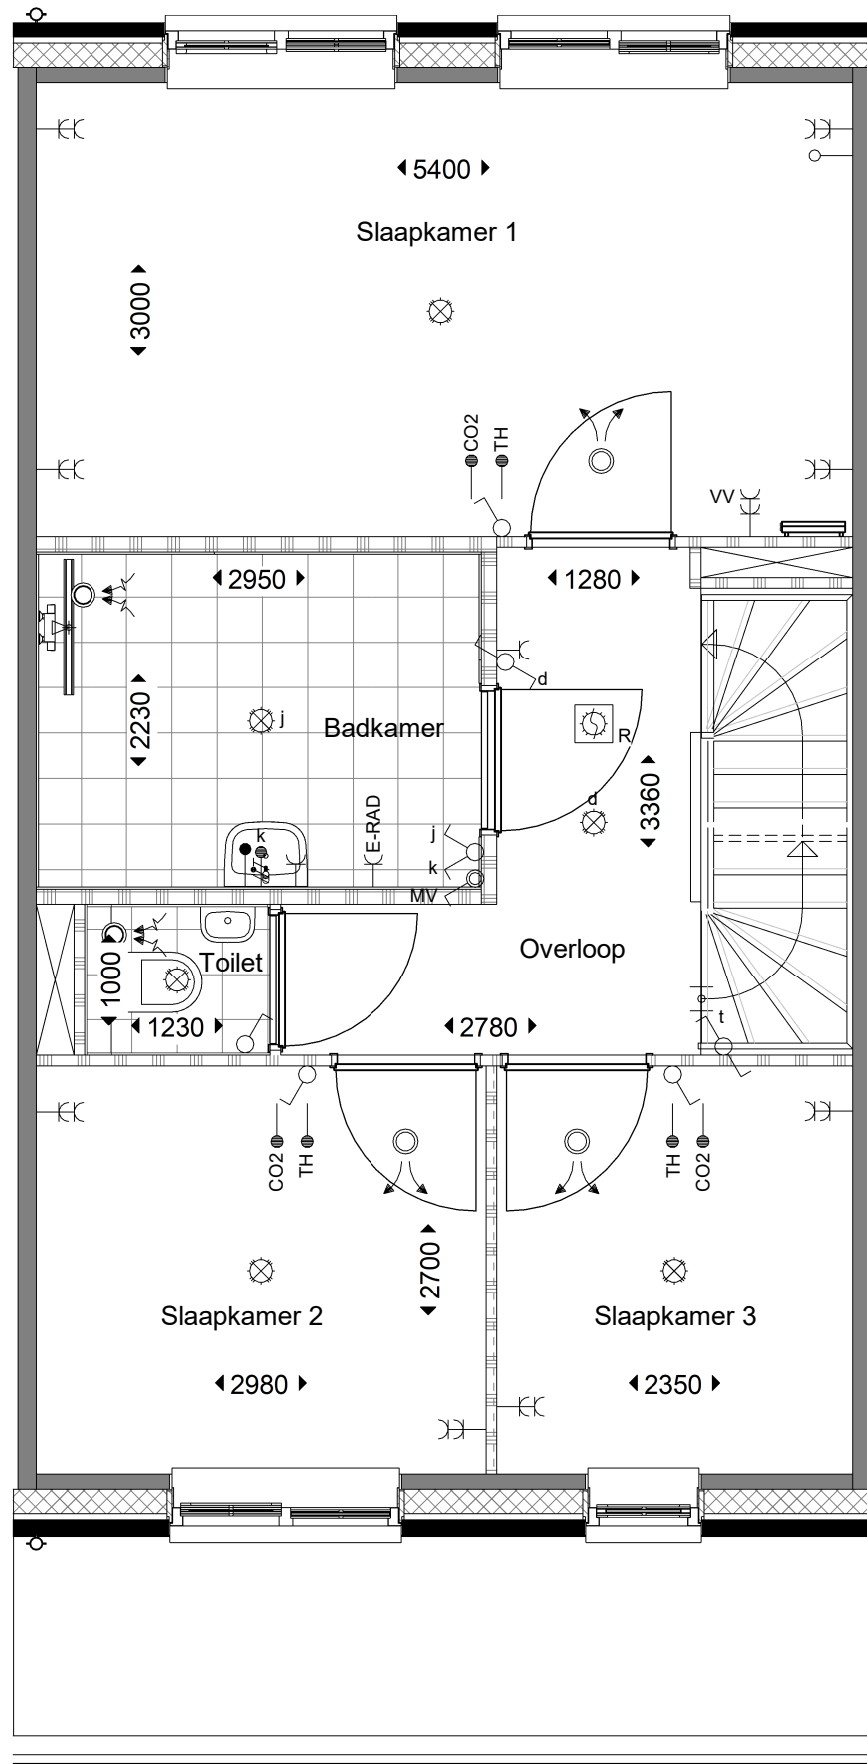 5400
Slaapkamer 1
3000
CO2
TH
VV
2950
1280
d
2230
j
Badkamer
R
3360
d
k
E-RAD
j
k
MV
1000
Toilet
Overloop
1230
2780
t
CO2
TH
TH
CO2
2700
Slaapkamer 2
Slaapkamer 3
2980
2350